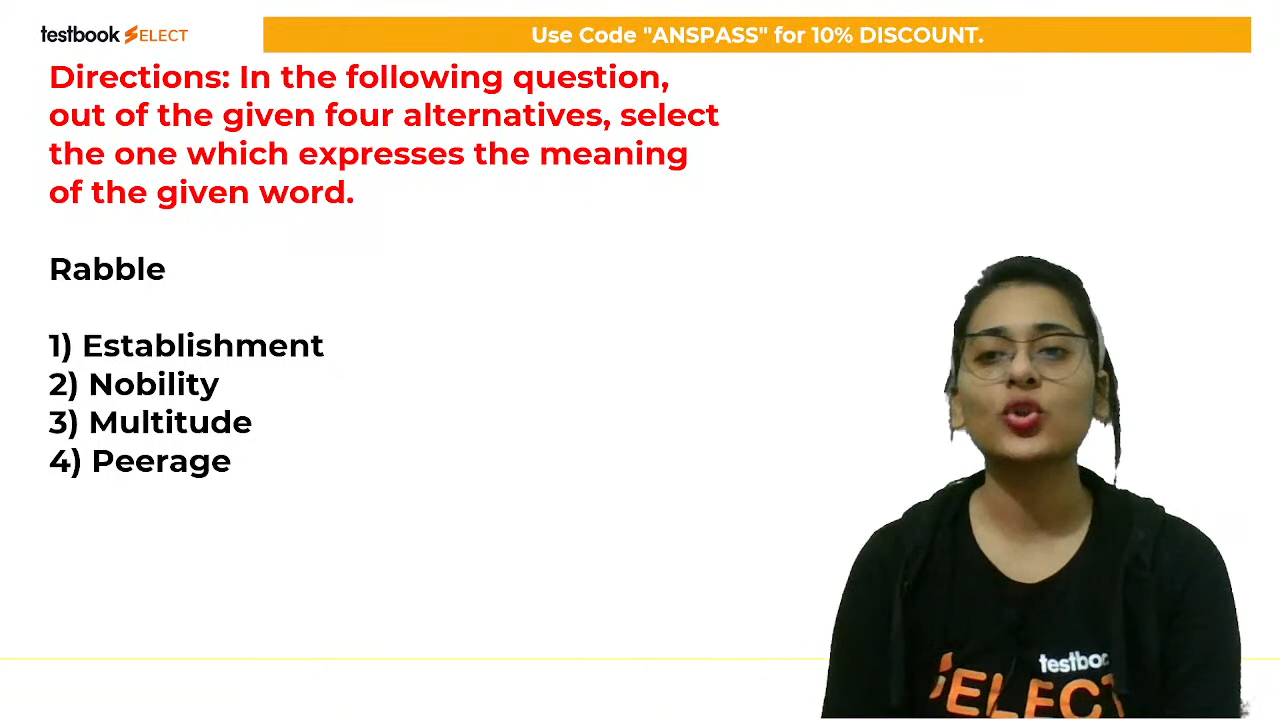 testbook SELECT
Use Code "ANSPASS" for 10% DISCOUNT.
Directions: In the following question,
out of the given four alternatives, select
the one which expresses the meaning
of the given word.
Rabble
1) Establishment
2) Nobility
3) Multitude
4) Peerage
testboo
SELECT